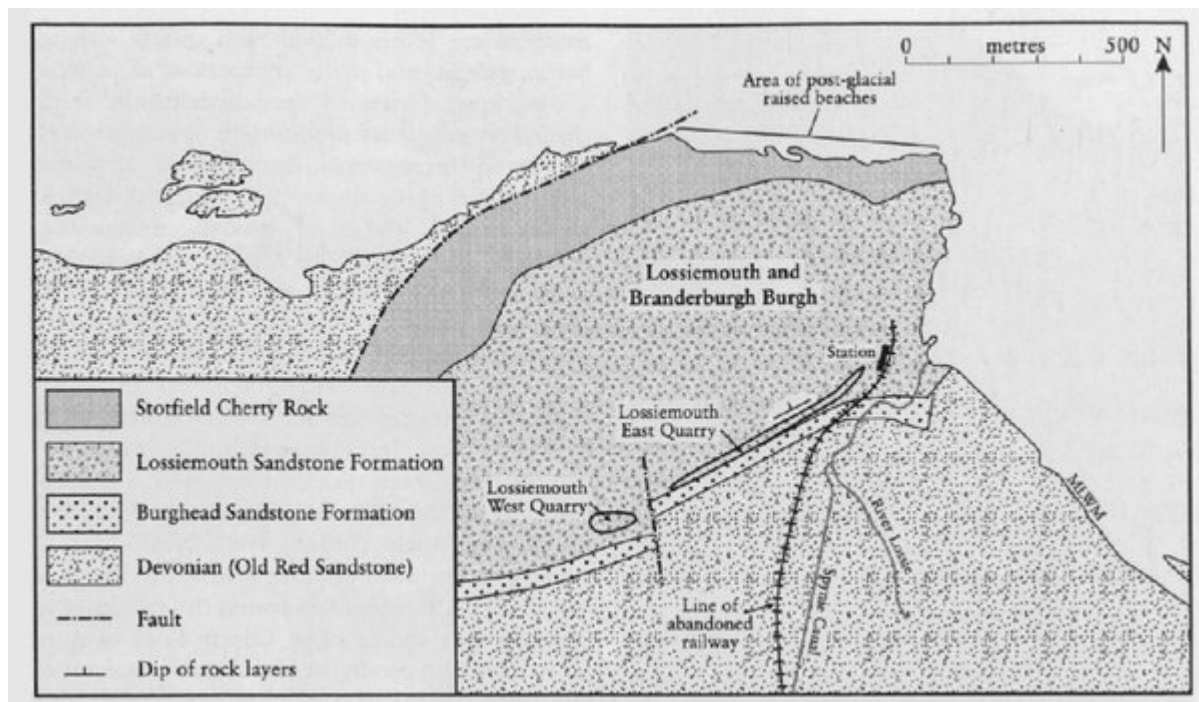 0 metres 500 N
Area of post-glacial
raised beaches
Lossiemouth and
Branderburgh Burgh
Station
Lossiemouth
East Quarry
Lossiemouth
West Quarry
MLWM
River Lossie
Spynie Canal
Line of
abandoned
railway
Stotfield Cherty Rock
Lossiemouth Sandstone Formation
Burghead Sandstone Formation
Devonian (Old Red Sandstone)
Fault
Dip of rock layers